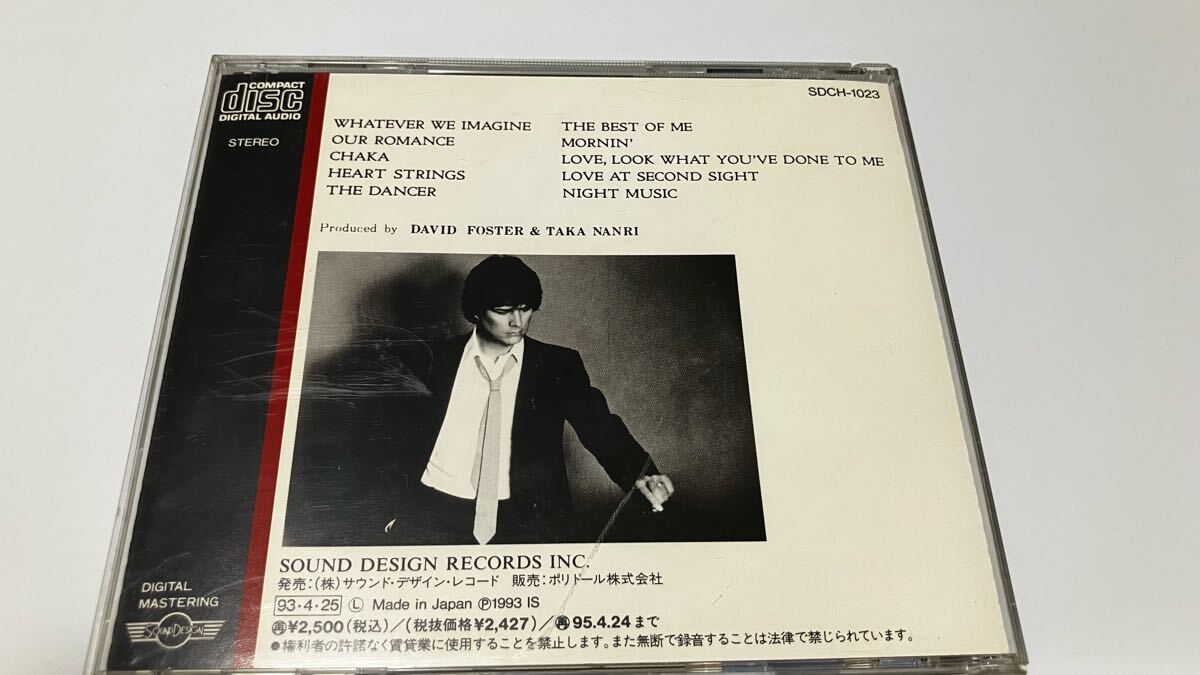 COMPACT
disc
DIGITAL AUDIO
STEREO
SDCH-1023
WHATEVER WE IMAGINE
OUR ROMANCE
CHAKA
HEART STRINGS
THE DANCER
THE BEST OF ME
MORNIN'
LOVE, LOOK WHAT YOU'VE DONE TO ME
LOVE AT SECOND SIGHT
NIGHT MUSIC
Produced by DAVID FOSTER & TAKA NANRI
SOUND DESIGN RECORDS INC.
発売:(株)サウンド・デザイン・レコード 販売:ポリドール株式会社
93・4・25 Ⓛ Made in Japan Ⓟ1993 IS
㊢¥2,500(税込)/(税抜価格¥2,427)/㊢95.4.24まで
●権利者の許諾なく賃貸業に使用することを禁止します。また無断で録音することは法律で禁じられています。
DIGITAL
MASTERING
SOUND DESIGN